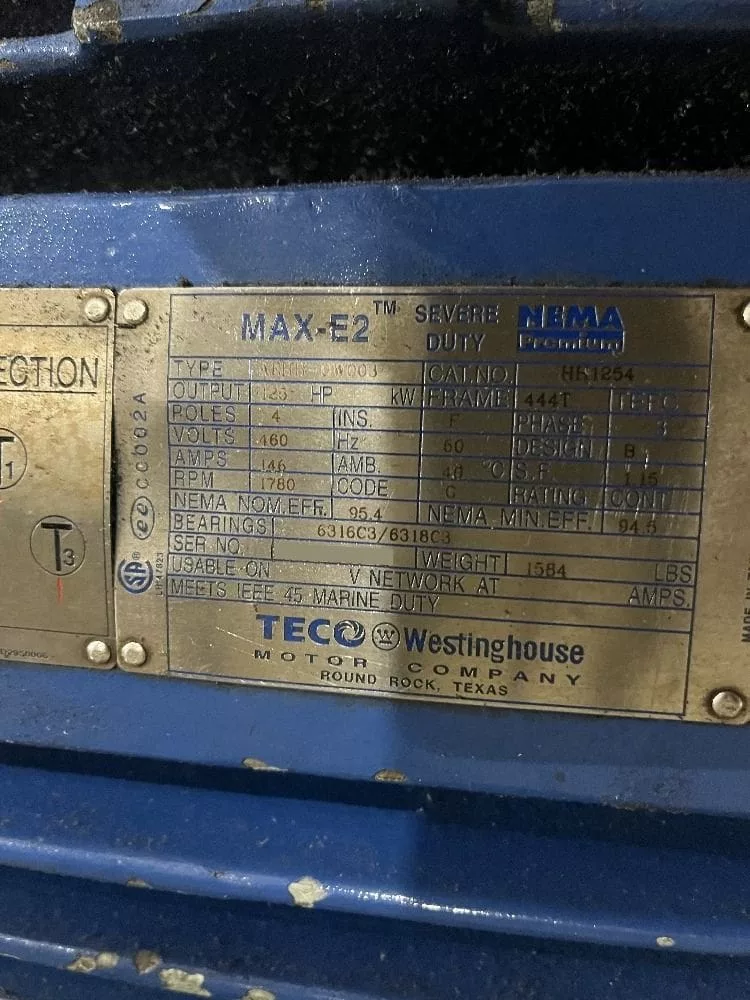 ECTION
T1
T3
MAX-E2™ SEVERE DUTY NEMA Premium
TYPE CAT.NO. HR1254
OUTPUT 125 HP kW FRAME 444T TEFC
POLES 4 INS. F PHASE 3
VOLTS 460 Hz 60 DESIGN B
AMPS 146 AMB. 40 °C S.F. 1.15
RPM 1780 CODE G RATING CONT
NEMA NOM.EFF. 95.4 NEMA MIN.EFF. 94.5
BEARINGS 6316C3/6318C3
SER NO. WEIGHT 1584 LBS
USABLE ON V NETWORK AT AMPS.
MEETS IEEE 45 MARINE DUTY
TECO Westinghouse
MOTOR COMPANY
ROUND ROCK, TEXAS
ee CC002A